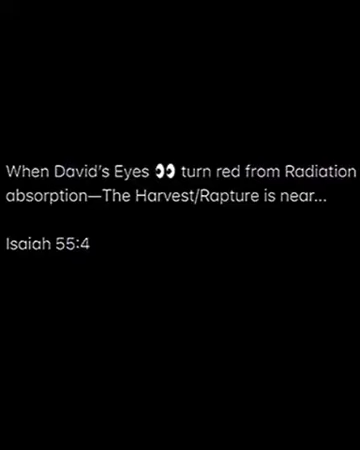 When David's Eyes 👀 turn red from Radiation
absorption—The Harvest/Rapture is near...
Isaiah 55:4